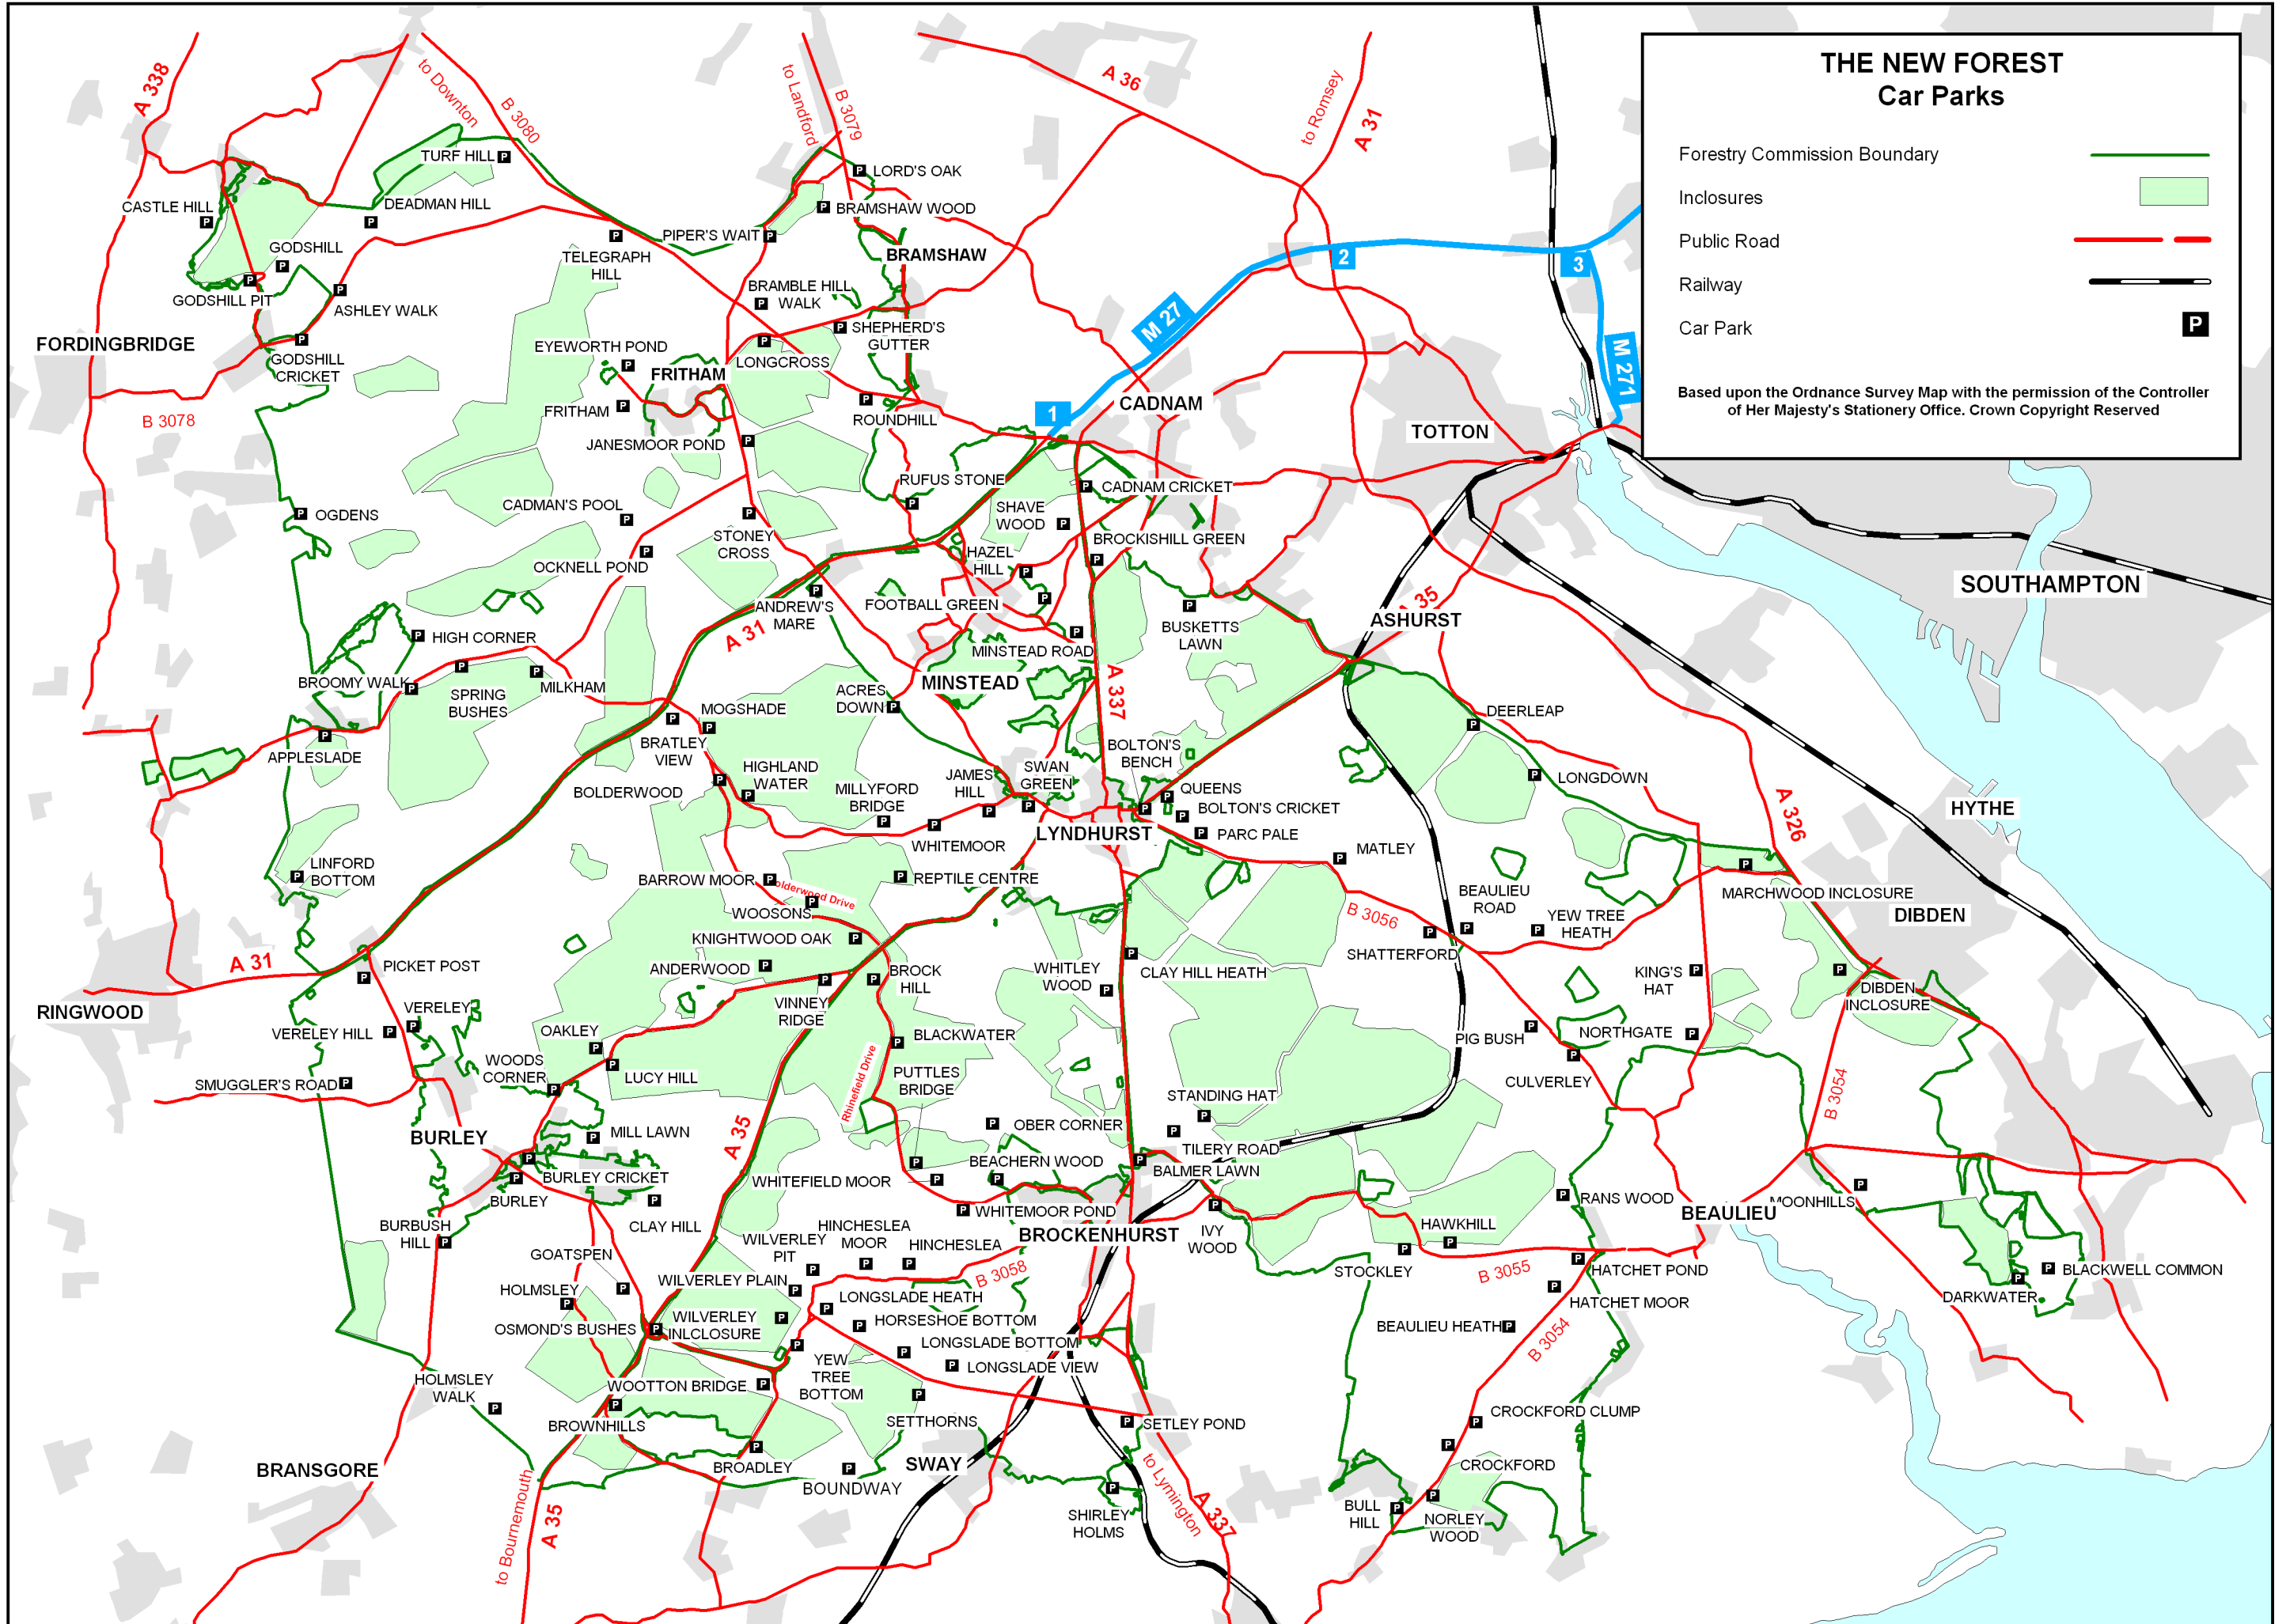 THE NEW FOREST
Car Parks
Forestry Commission Boundary
Inclosures
Public Road
Railway
Car Park
P
Based upon the Ordnance Survey Map with the permission of the Controller
of Her Majesty's Stationery Office. Crown Copyright Reserved
A 338
to Downton
B 3080
to Landford
B 3079
A 36
to Romsey
A 31
TURF HILL
LORD'S OAK
CASTLE HILL
DEADMAN HILL
BRAMSHAW WOOD
GODSHILL
TELEGRAPH
HILL
PIPER'S WAIT
BRAMSHAW
2
3
GODSHILL PIT
ASHLEY WALK
BRAMBLE HILL
WALK
M 27
M 271
FORDINGBRIDGE
GODSHILL
CRICKET
EYEWORTH POND
FRITHAM
LONGCROSS
SHEPHERD'S
GUTTER
B 3078
FRITHAM
ROUNDHILL
1
CADNAM
TOTTON
JANESMOOR POND
RUFUS STONE
CADNAM CRICKET
OGDENS
CADMAN'S POOL
SHAVE
WOOD
STONEY
CROSS
BROCKISHILL GREEN
OCKNELL POND
HAZEL
HILL
SOUTHAMPTON
ANDREW'S
MARE
FOOTBALL GREEN
A 35
ASHURST
HIGH CORNER
A 31
BUSKETTS
LAWN
MINSTEAD ROAD
BROOMY WALK
SPRING
BUSHES
MILKHAM
MINSTEAD
A 337
ACRES
DOWN
MOGSHADE
BRATLEY
VIEW
DEERLEAP
APPLESLADE
BOLTON'S
BENCH
BOLDERWOOD
HIGHLAND
WATER
MILLYFORD
BRIDGE
JAMES
HILL
SWAN
GREEN
QUEENS
LONGDOWN
BOLTON'S CRICKET
A 326
HYTHE
LYNDHURST
PARC PALE
WHITEMOOR
MATLEY
LINFORD
BOTTOM
BARROW MOOR
REPTILE CENTRE
MARCHWOOD INCLOSURE
WOOSONS
BEAULIEU
ROAD
B 3056
YEW TREE
HEATH
DIBDEN
KNIGHTWOOD OAK
SHATTERFORD
A 31
PICKET POST
ANDERWOOD
BROCK
HILL
WHITLEY
WOOD
CLAY HILL HEATH
KING'S
HAT
DIBDEN
INCLOSURE
RINGWOOD
VERELEY
VINNEY
RIDGE
VERELEY HILL
OAKLEY
BLACKWATER
PIG BUSH
NORTHGATE
WOODS
CORNER
LUCY HILL
Rhinefield Drive
PUTTLES
BRIDGE
CULVERLEY
SMUGGLER'S ROAD
STANDING HAT
B 3054
A 35
BURLEY
MILL LAWN
OBER CORNER
TILERY ROAD
BEACHERN WOOD
BALMER LAWN
BURLEY CRICKET
WHITEFIELD MOOR
BURLEY
RANS WOOD
MOONHILLS
BEAULIEU
BURBUSH
HILL
CLAY HILL
WHITEMOOR POND
HINCHESLEA
MOOR
BROCKENHURST
IVY
WOOD
HAWKHILL
WILVERLEY
PIT
HINCHESLEA
GOATSPEN
B 3058
STOCKLEY
B 3055
HATCHET POND
BLACKWELL COMMON
HOLMSLEY
WILVERLEY PLAIN
LONGSLADE HEATH
HATCHET MOOR
DARKWATER
OSMOND'S BUSHES
WILVERLEY
INLCLOSURE
HORSESHOE BOTTOM
BEAULIEU HEATH
B 3054
LONGSLADE BOTTOM
YEW
TREE
BOTTOM
LONGSLADE VIEW
HOLMSLEY
WALK
WOOTTON BRIDGE
BROWNHILLS
SETTHORNS
SETLEY POND
CROCKFORD CLUMP
BRANSGORE
BROADLEY
SWAY
CROCKFORD
BOUNDWAY
to Bournemouth
A 35
to Lymington
A 337
SHIRLEY
HOLMS
BULL
HILL
NORLEY
WOOD